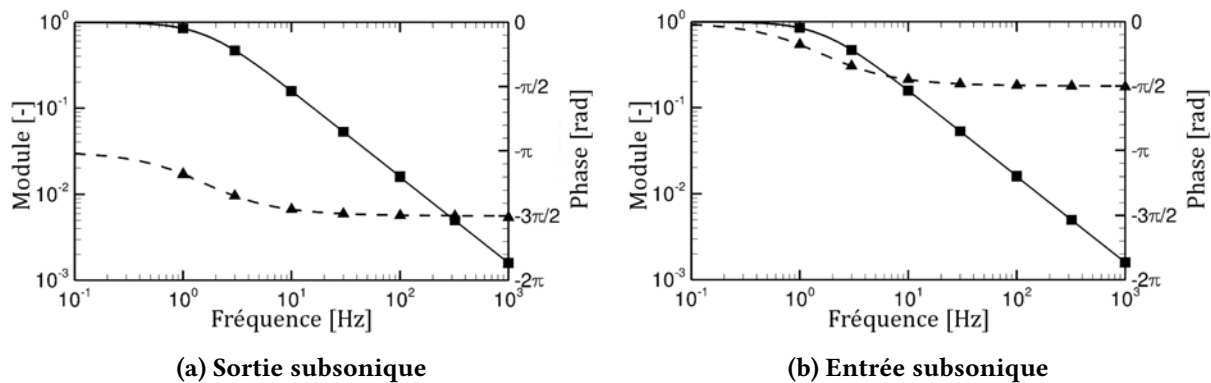 10^0
10^-1
10^-2
10^-3
Module [-]
10^-1
10^0
10^1
10^2
10^3
Fréquence [Hz]
0
-π/2
-π
-3π/2
-2π
Phase [rad]
(a) Sortie subsonique
10^0
10^-1
10^-2
10^-3
Module [-]
10^-1
10^0
10^1
10^2
10^3
Fréquence [Hz]
0
-π/2
-π
-3π/2
-2π
Phase [rad]
(b) Entrée subsonique